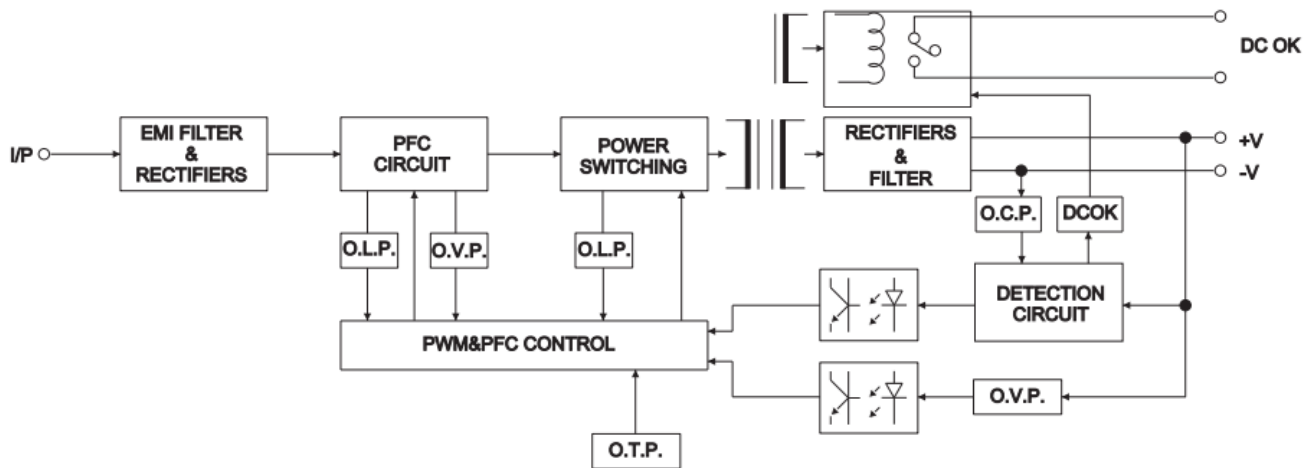 DC OK
I/P
EMI FILTER
&
RECTIFIERS
PFC
CIRCUIT
POWER
SWITCHING
RECTIFIERS
&
FILTER
+V
-V
O.L.P.
O.V.P.
O.L.P.
O.C.P.
DCOK
PWM&PFC CONTROL
DETECTION
CIRCUIT
O.V.P.
O.T.P.